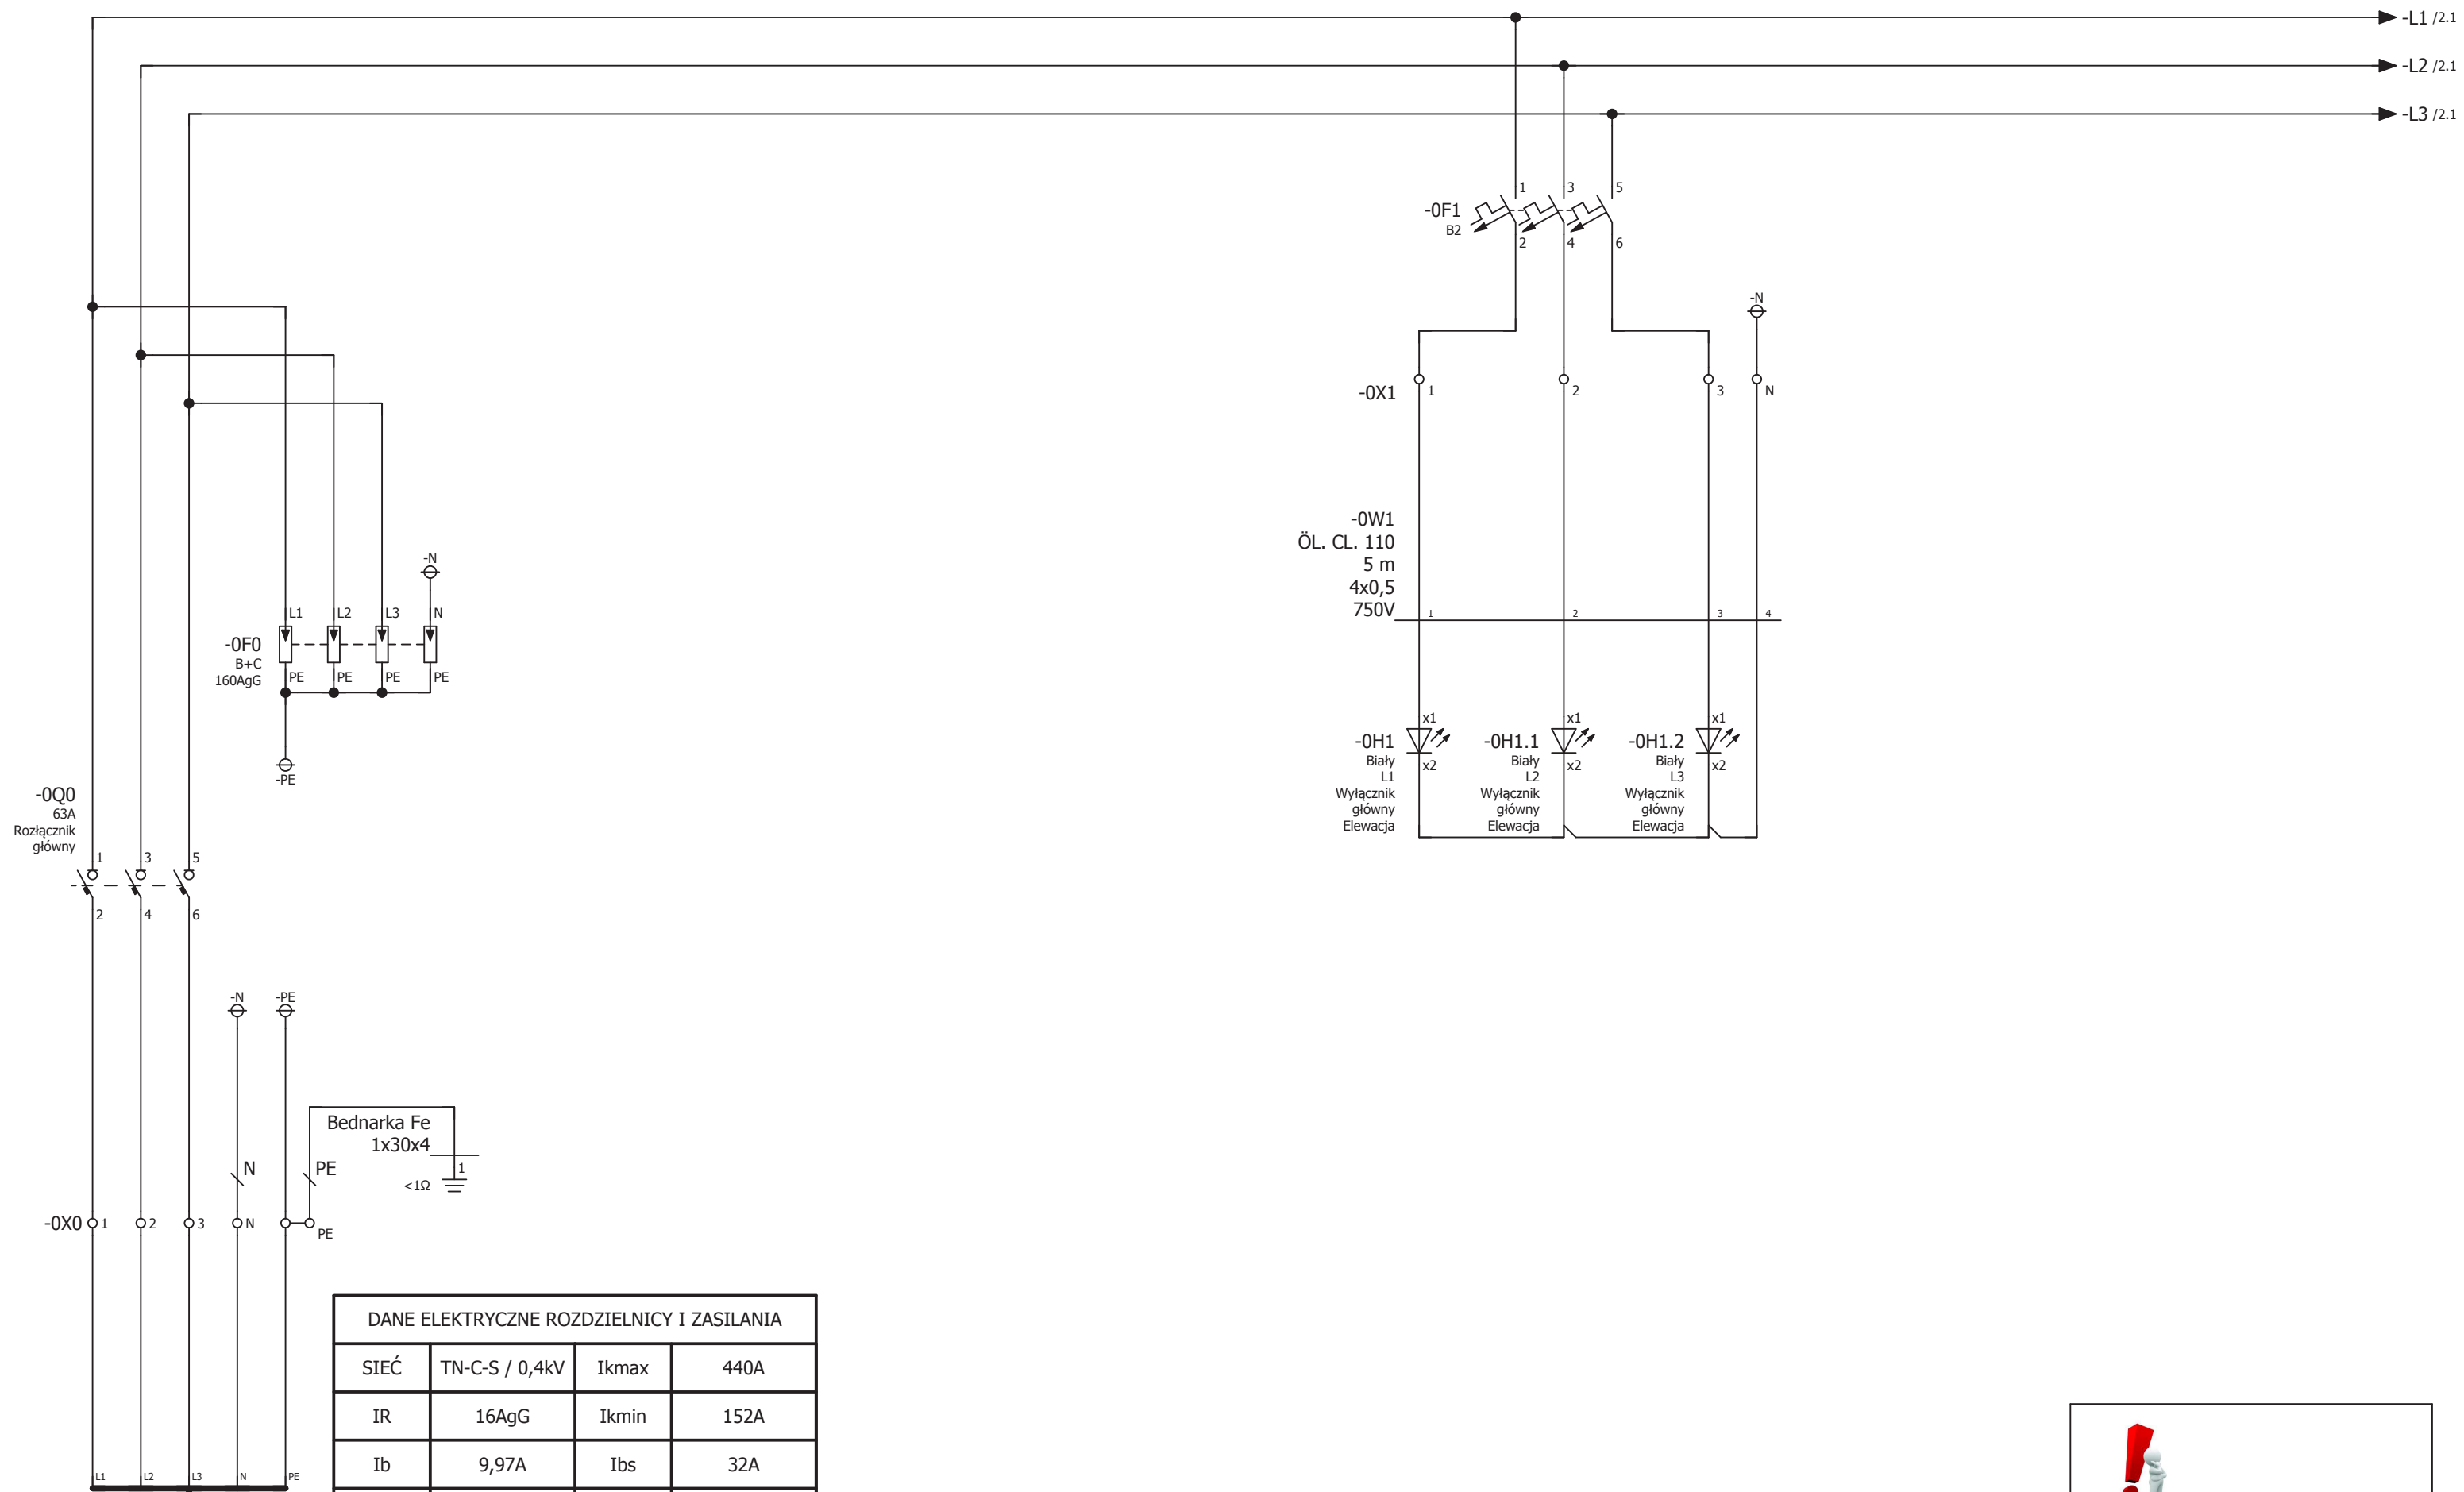 -L1 /2.1
-L2 /2.1
-L3 /2.1
1 3 5
-0F1
B2
2 4 6
-N
-0X1 1 2 3 N
-0W1
ÖL. CL. 110
5 m
4x0,5
750V
1 2 3 4
-N
L1 L2 L3 N
-0F0
B+C
160AgG
PE PE PE PE
-PE
x1 x1 x1
-0H1
Biały
L1
Wyłącznik
główny
Elewacja
x2
-0H1.1
Biały
L2
Wyłącznik
główny
Elewacja
x2
-0H1.2
Biały
L3
Wyłącznik
główny
Elewacja
x2
-0Q0
63A
Rozłącznik
główny
1 3 5
2 4 6
-N -PE
Bednarka Fe
1x30x4
1
<1Ω
N PE
-0X0 1 2 3 N PE
DANE ELEKTRYCZNE ROZDZIELNICY I ZASILANIA
SIEĆ TN-C-S / 0,4kV Ikmax 440A
IR 16AgG Ikmin 152A
Ib 9,97A Ibs 32A
L1 L2 L3 N PE